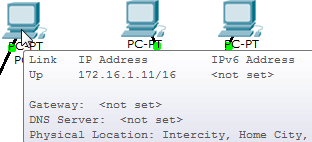 PC-PT PC-PT PC-PT
Link IP Address IPv6 Address
Up 172.16.1.11/16 <not set>
Gateway: <not set>
DNS Server: <not set>
Physical Location: Intercity, Home City,